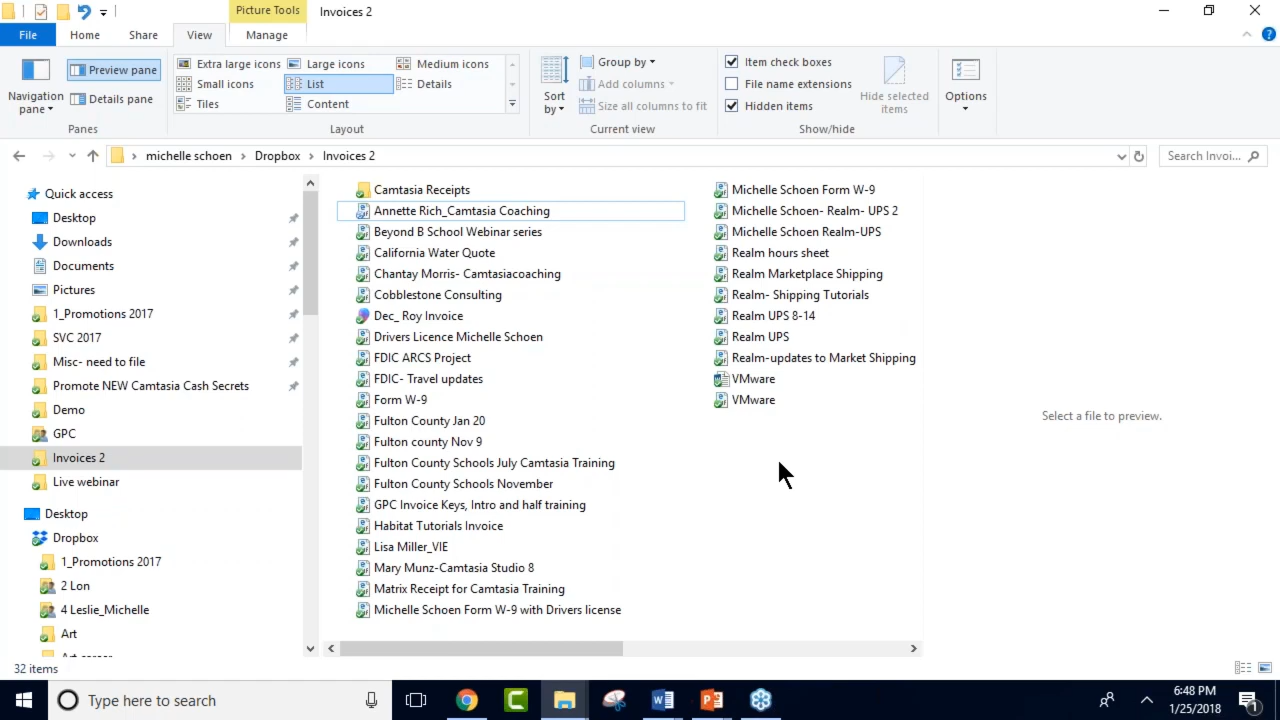 Picture Tools
Invoices 2
File
Home
Share
View
Manage
Navigation pane
Preview pane
Details pane
Panes
Extra large icons
Large icons
Medium icons
Small icons
List
Details
Tiles
Content
Layout
Sort by
Group by
Add columns
Size all columns to fit
Current view
Item check boxes
File name extensions
Hidden items
Hide selected items
Show/hide
Options
michelle schoen > Dropbox > Invoices 2
Search Invoi...
Quick access
Desktop
Downloads
Documents
Pictures
1_Promotions 2017
SVC 2017
Misc- need to file
Promote NEW Camtasia Cash Secrets
Demo
GPC
Invoices 2
Live webinar
Desktop
Dropbox
1_Promotions 2017
2 Lon
4 Leslie_Michelle
Art
Camtasia Receipts
Annette Rich_Camtasia Coaching
Beyond B School Webinar series
California Water Quote
Chantay Morris- Camtasiacoaching
Cobblestone Consulting
Dec_ Roy Invoice
Drivers Licence Michelle Schoen
FDIC ARCS Project
FDIC- Travel updates
Form W-9
Fulton County Jan 20
Fulton county Nov 9
Fulton County Schools July Camtasia Training
Fulton County Schools November
GPC Invoice Keys, Intro and half training
Habitat Tutorials Invoice
Lisa Miller_VIE
Mary Munz-Camtasia Studio 8
Matrix Receipt for Camtasia Training
Michelle Schoen Form W-9 with Drivers license
Michelle Schoen Form W-9
Michelle Schoen- Realm- UPS 2
Michelle Schoen Realm-UPS
Realm hours sheet
Realm Marketplace Shipping
Realm- Shipping Tutorials
Realm UPS 8-14
Realm UPS
Realm-updates to Market Shipping
VMware
VMware
Select a file to preview.
32 items
Type here to search
6:48 PM
1/25/2018
1